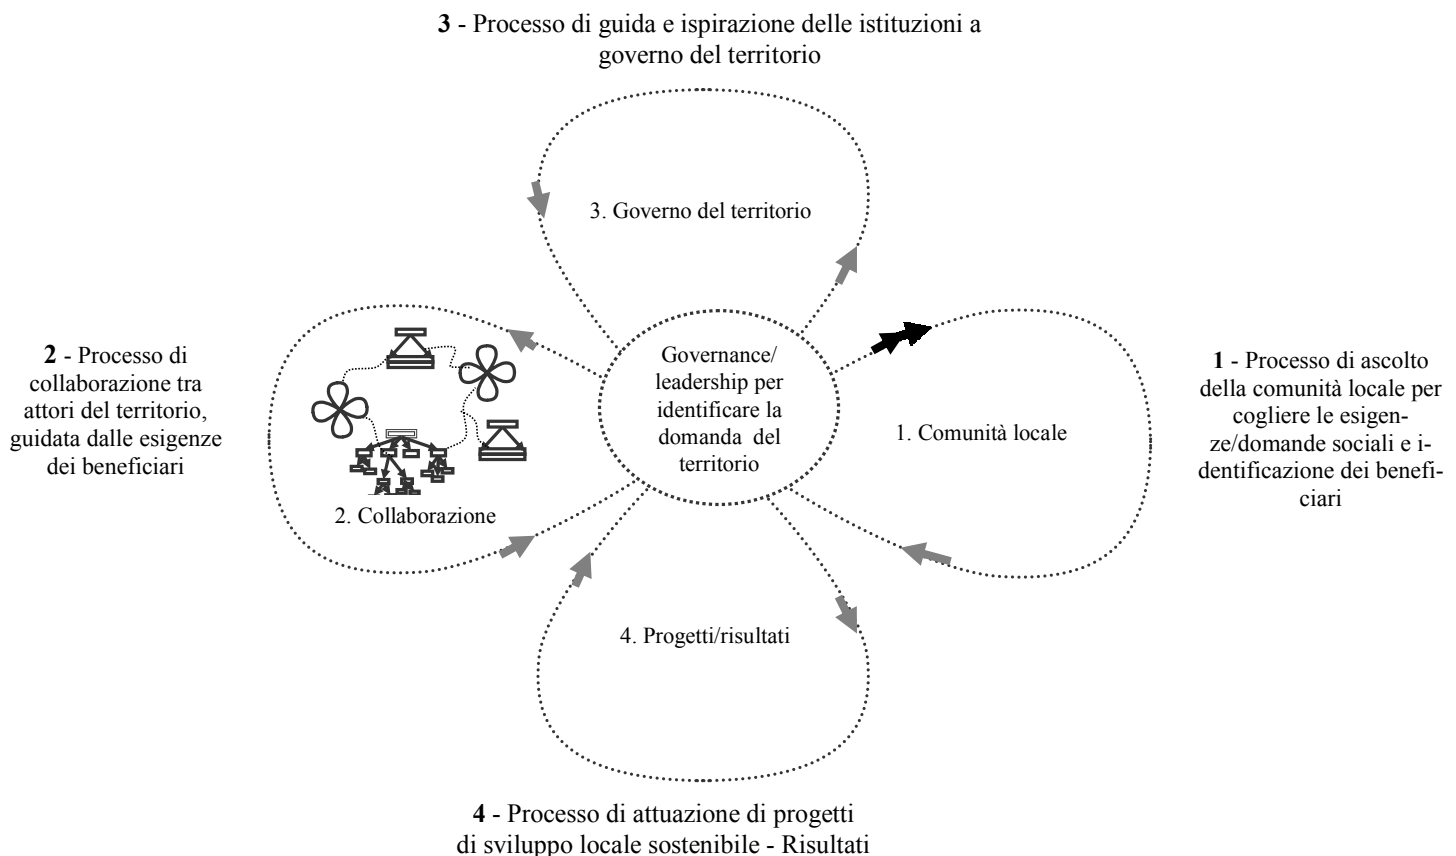 3 - Processo di guida e ispirazione delle istituzioni a
governo del territorio
3. Governo del territorio
2 - Processo di
collaborazione tra
attori del territorio,
guidata dalle esigenze
dei beneficiari
2. Collaborazione
Governance/
leadership per
identificare la
domanda del
territorio
1. Comunità locale
1 - Processo di ascolto
della comunità locale per
cogliere le esigen-
ze/domande sociali e i-
dentificazione dei benefi-
ciari
4. Progetti/risultati
4 - Processo di attuazione di progetti
di sviluppo locale sostenibile - Risultati